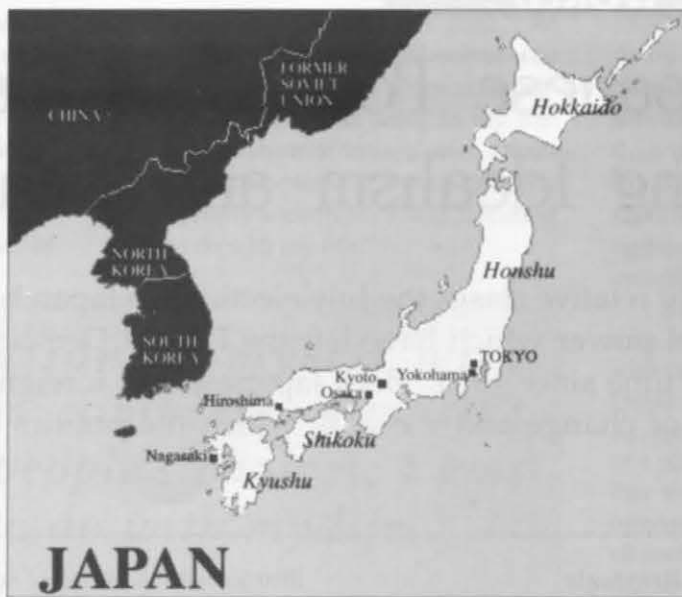 FORMER
SOVIET
UNION
CHINA
Hokkaido
NORTH
KOREA
Honshu
SOUTH
KOREA
TOKYO
Kyoto
Yokohama
Osaka
Hiroshima
Shikoku
Nagasaki
Kyushu
JAPAN